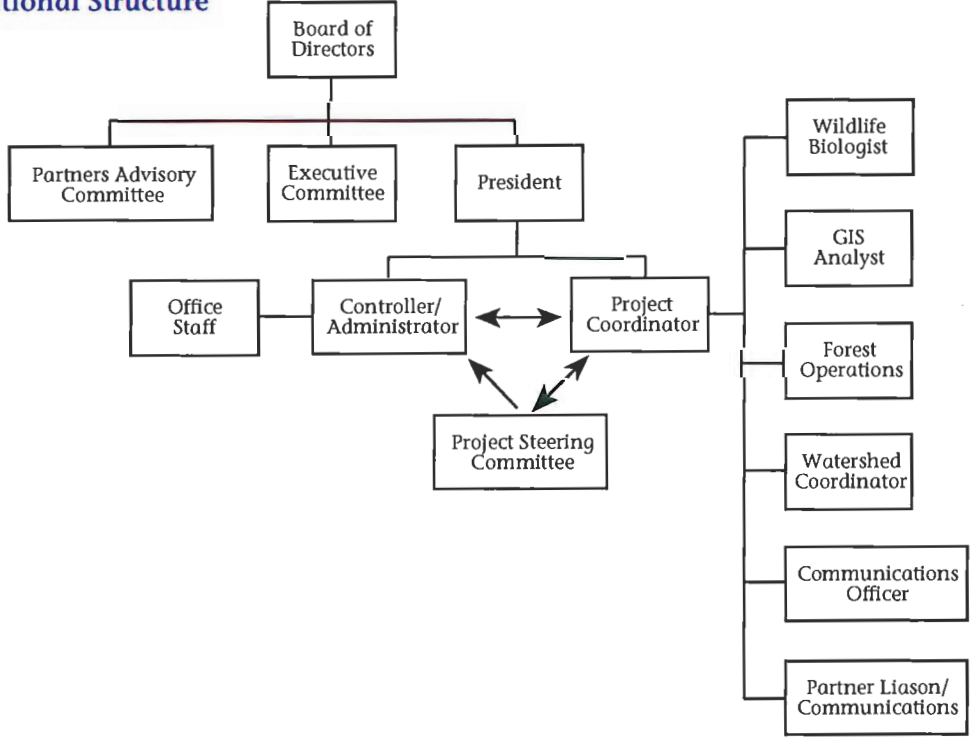 tional Structure
Board of
Directors
Partners Advisory
Committee
Executive
Committee
President
Office
Staff
Controller/
Administrator
Project
Coordinator
Project Steering
Committee
Wildlife
Biologist
GIS
Analyst
Forest
Operations
Watershed
Coordinator
Communications
Officer
Partner Liason/
Communications